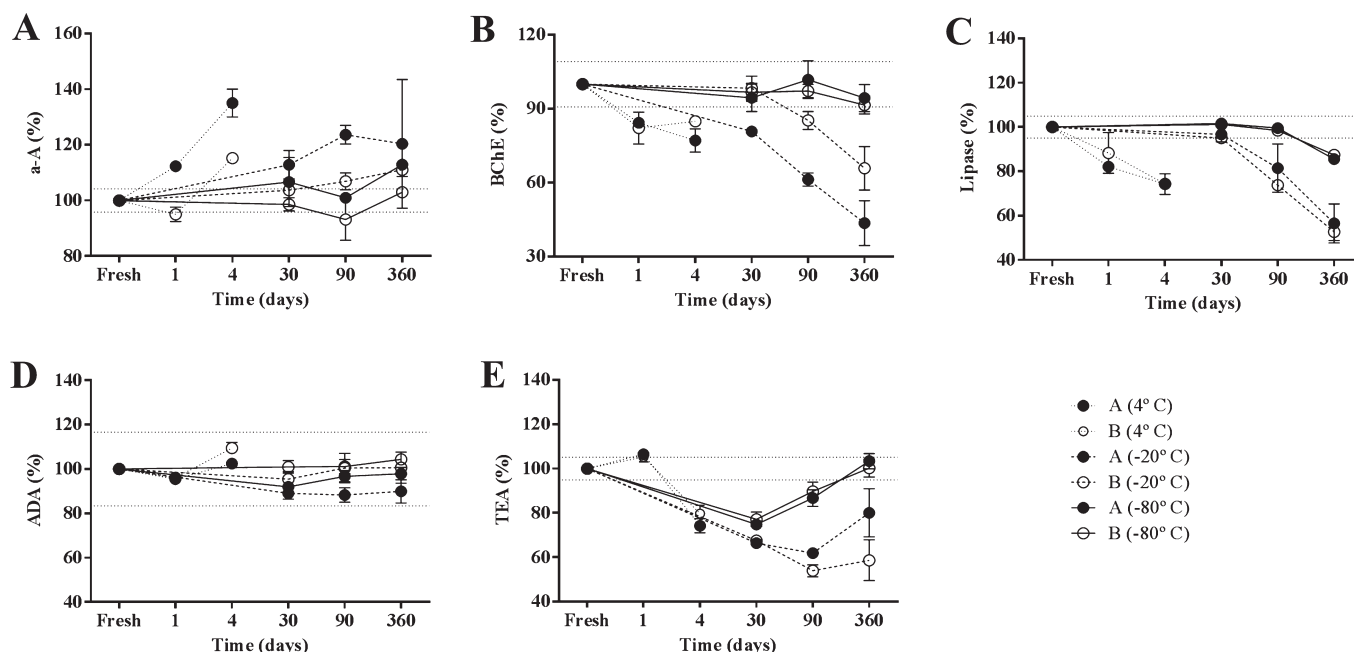 A
a-A (%)
160
140
120
100
80
Fresh 1 4 30 90 360
Time (days)
B
BChE (%)
120
90
60
30
Fresh 1 4 30 90 360
Time (days)
C
Lipase (%)
140
120
100
80
60
40
Fresh 1 4 30 90 360
Time (days)
D
ADA (%)
140
120
100
80
60
40
Fresh 1 4 30 90 360
Time (days)
E
TEA (%)
140
120
100
80
60
40
Fresh 1 4 30 90 360
Time (days)
A (4º C)
B (4º C)
A (-20º C)
B (-20º C)
A (-80º C)
B (-80º C)